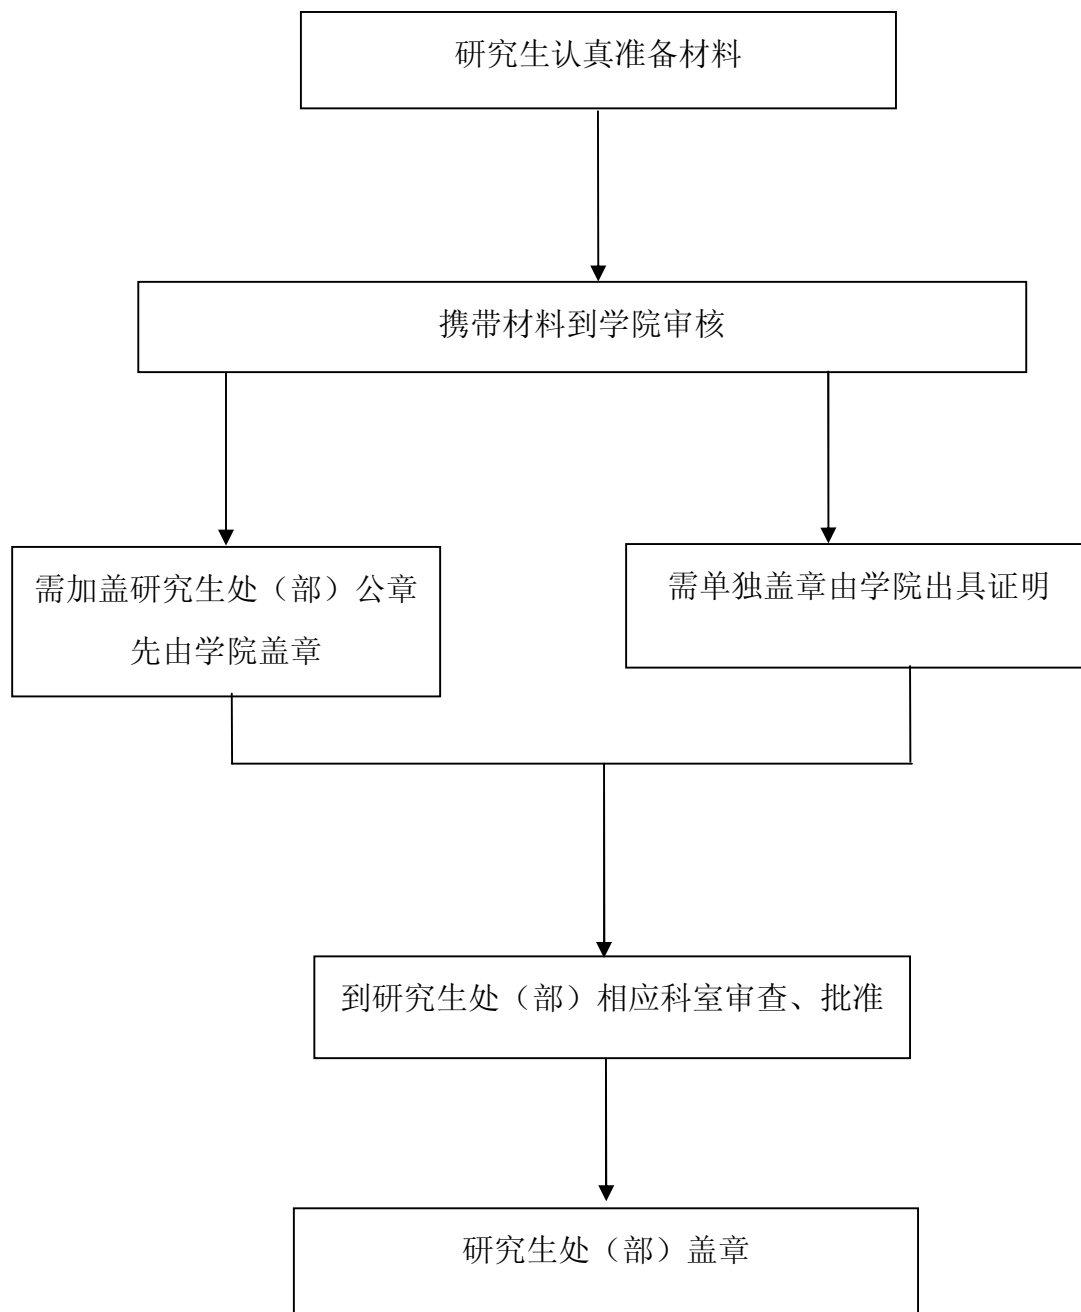 研究生认真准备材料
携带材料到学院审核
需加盖研究生处（部）公章
先由学院盖章
需单独盖章由学院出具证明
到研究生处（部）相应科室审查、批准
研究生处（部）盖章